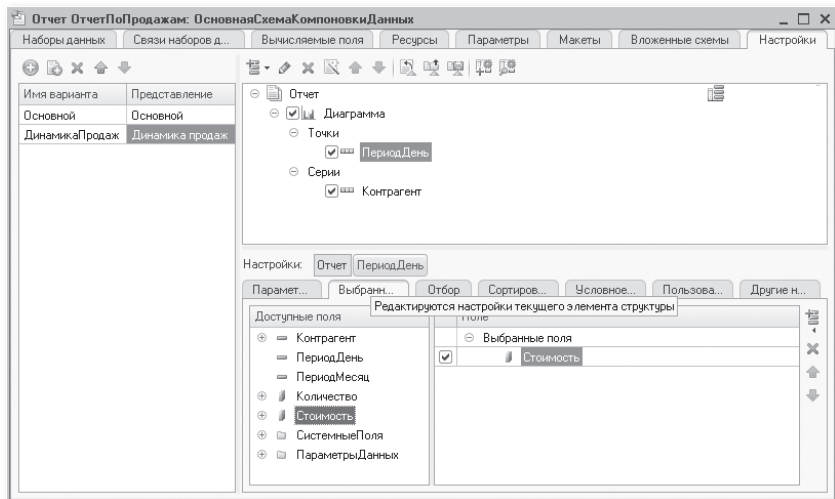 Отчет ОтчетПоПродажам: ОсновнаяСхемаКомпоновкиДанных
Наборы данных Связи наборов д... Вычисляемые поля Ресурсы Параметры Макеты Вложенные схемы Настройки
Имя варианта Представление
Основной Основной
ДинамикаПродаж Динамика продаж
Отчет
Диаграмма
Точки
ПериодДень
Серии
Контрагент
Настройки: Отчет ПериодДень
Парамет... Выбранн... Отбор Сортиров... Условное... Пользова... Другие н...
Редактируются настройки текущего элемента структуры
Доступные поля
Контрагент
ПериодДень
ПериодМесяц
Количество
Стоимость
СистемныеПоля
ПараметрыДанных
Поле
Выбранные поля
Стоимость